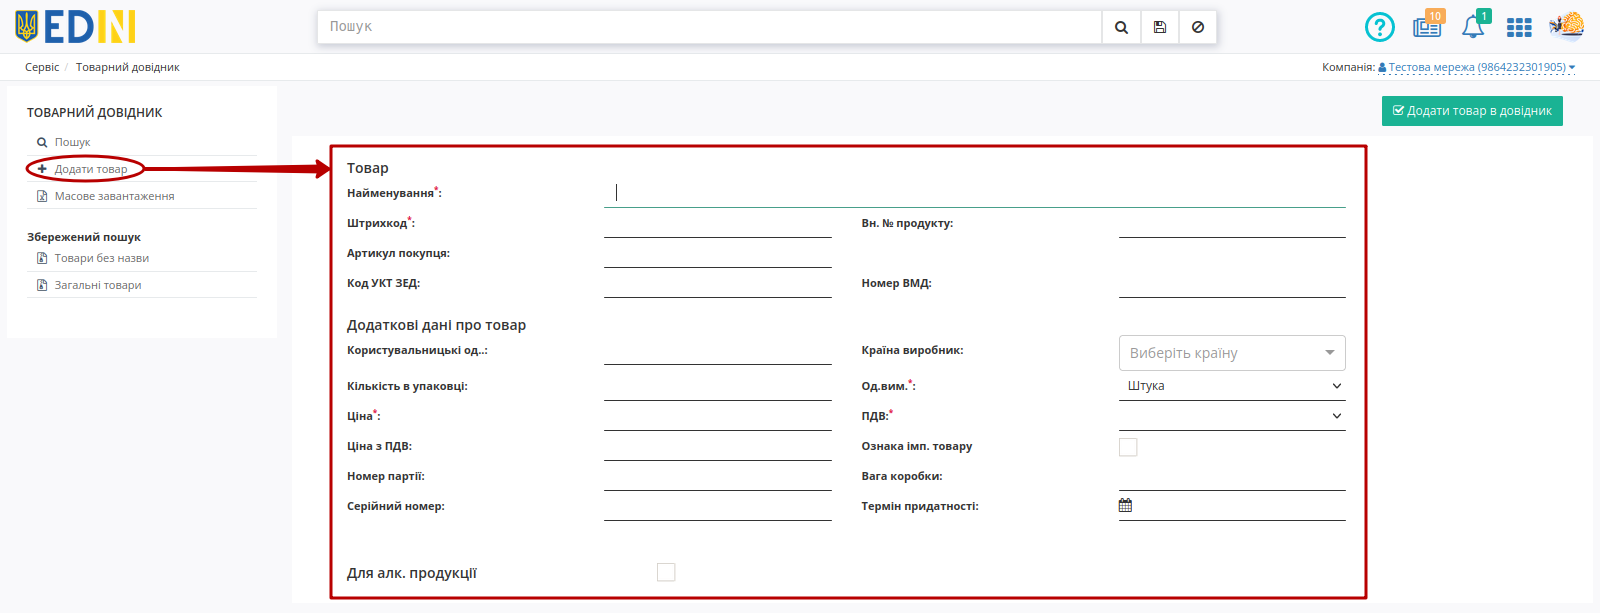 EDIN
Пошук
10
1
Сервіс / Товарний довідник
Компанія: Тестова мережа (9864232301905)
ТОВАРНИЙ ДОВІДНИК
Пошук
Додати товар
Масове завантаження
Збережений пошук
Товари без назви
Загальні товари
Додати товар в довідник
Товар
Найменування*:
Штрихкод*:
Вн. № продукту:
Артикул покупця:
Код УКТ ЗЕД:
Номер ВМД:
Додаткові дані про товар
Користувальницькі од..:
Країна виробник:
Виберіть країну
Кількість в упаковці:
Од.вим.*:
Штука
Ціна*:
ПДВ:*
Ціна з ПДВ:
Ознака імп. товару
Номер партії:
Вага коробки:
Серійний номер:
Термін придатності:
Для алк. продукції